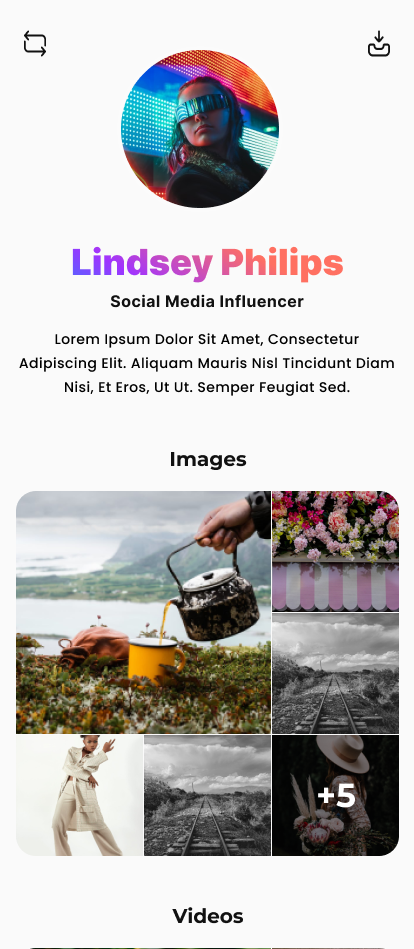 Lindsey Philips
Social Media Influencer
Lorem Ipsum Dolor Sit Amet, Consectetur
Adipiscing Elit. Aliquam Mauris Nisl Tincidunt Diam
Nisi, Et Eros, Ut Ut. Semper Feugiat Sed.
Images
+5
Videos